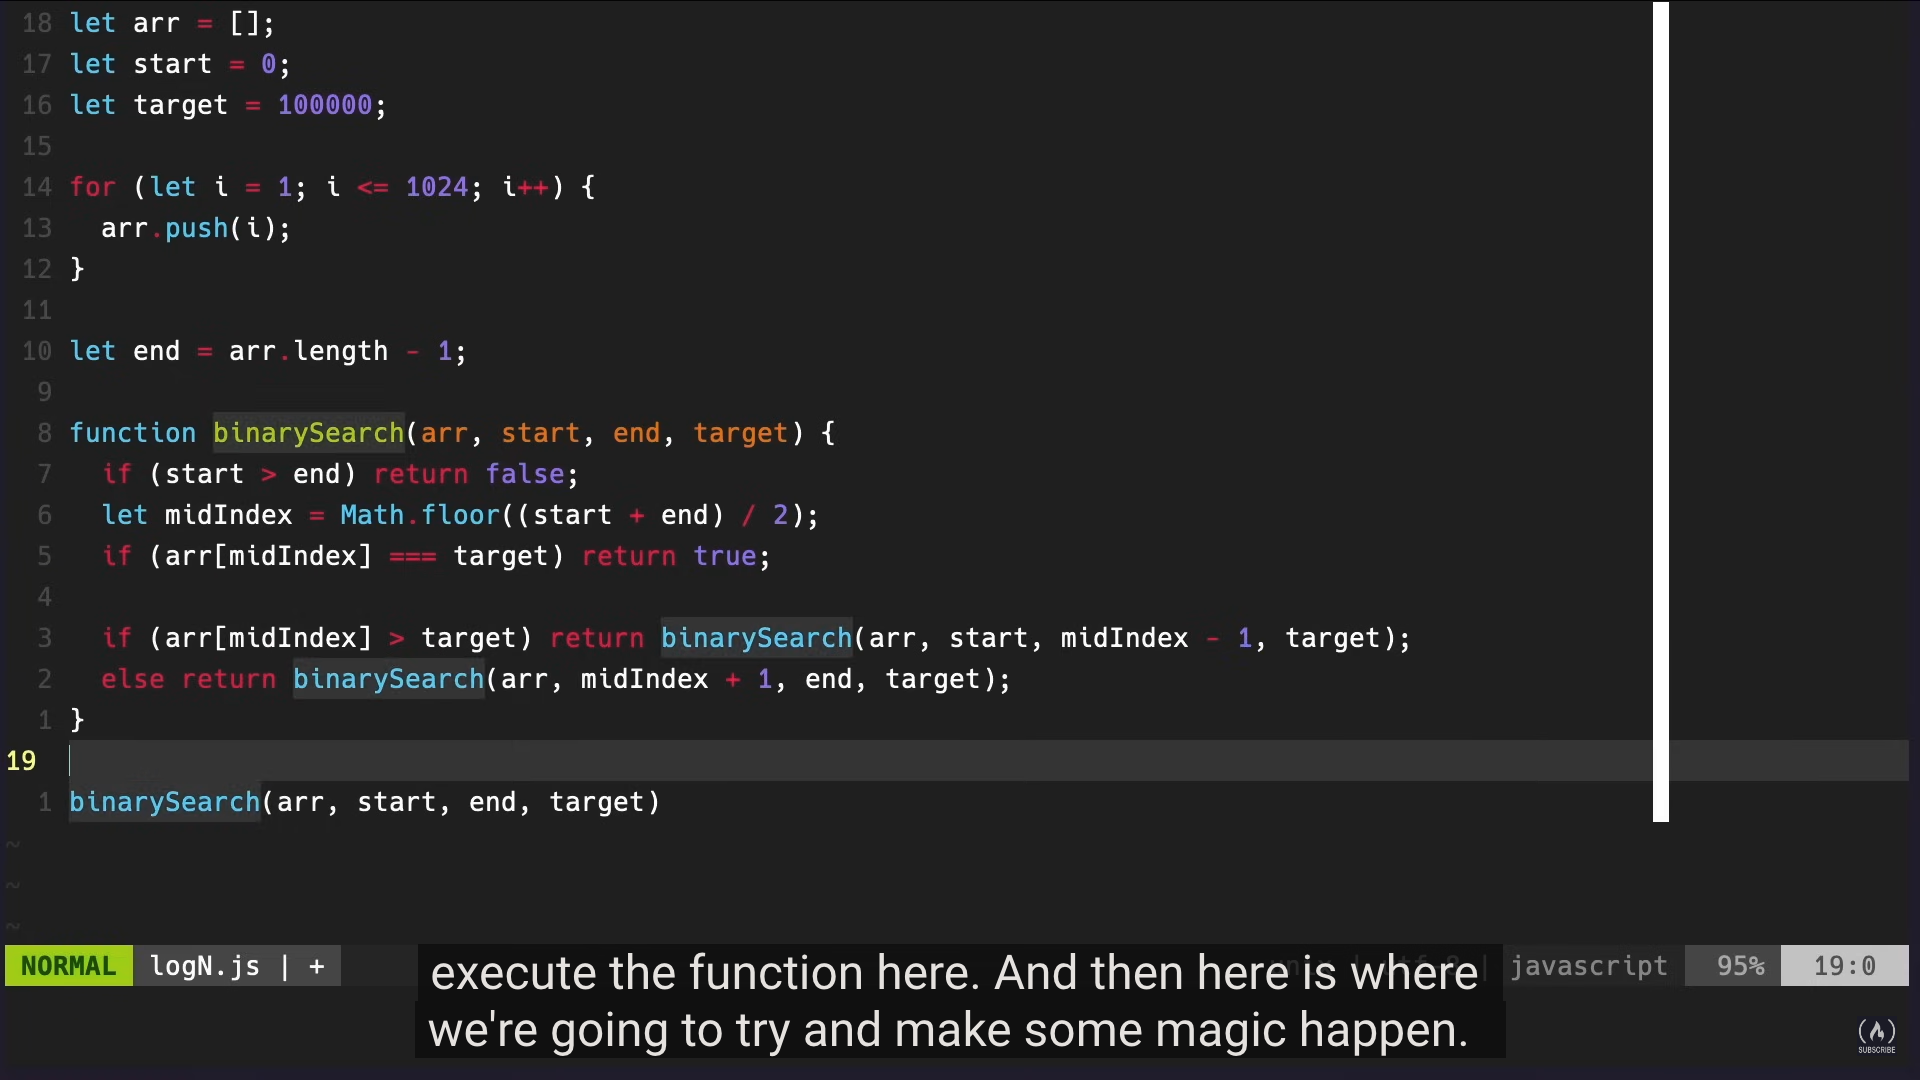 18 let arr = [];
17 let start = 0;
16 let target = 100000;
15
14 for (let i = 1; i <= 1024; i++) {
13   arr.push(i);
12 }
11
10 let end = arr.length - 1;
9
8 function binarySearch(arr, start, end, target) {
7   if (start > end) return false;
6   let midIndex = Math.floor((start + end) / 2);
5   if (arr[midIndex] === target) return true;
4
3   if (arr[midIndex] > target) return binarySearch(arr, start, midIndex - 1, target);
2   else return binarySearch(arr, midIndex + 1, end, target);
1 }
19
1 binarySearch(arr, start, end, target)
~
~
~
NORMAL logN.js | + | javascript 95% 19:0
execute the function here. And then here is where
we're going to try and make some magic happen.
SUBSCRIBE